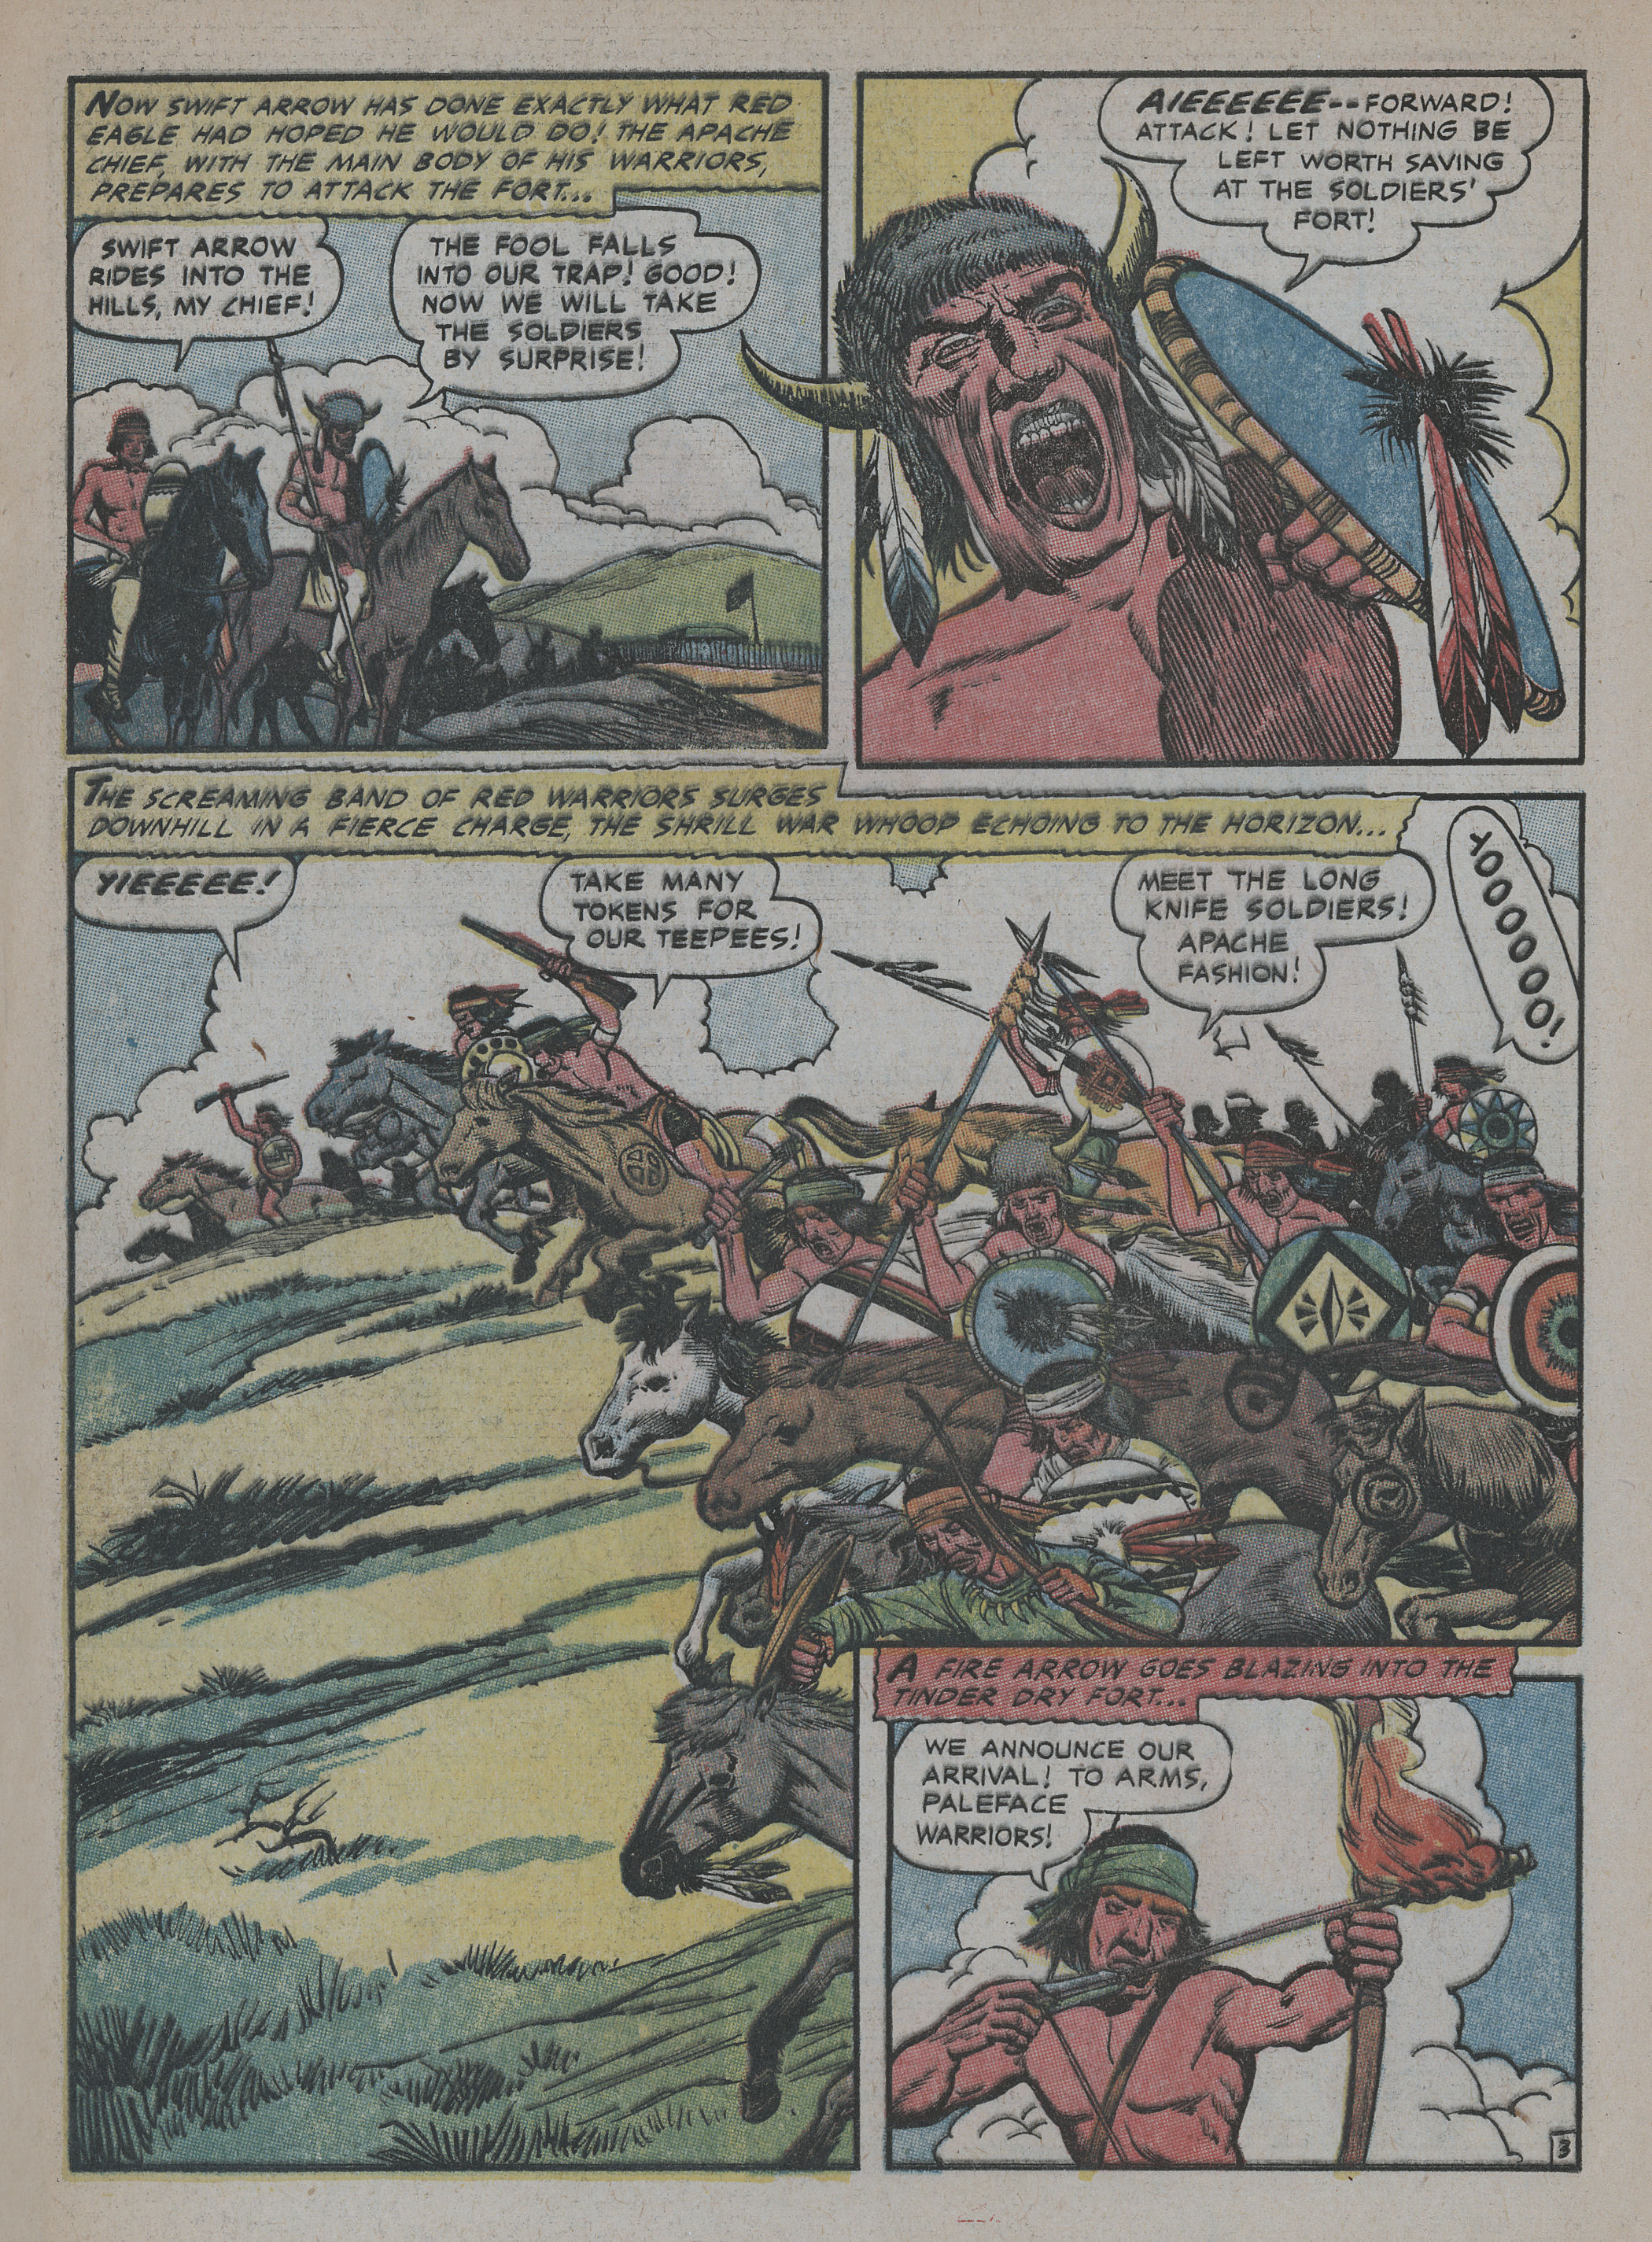 NOW SWIFT ARROW HAS DONE EXACTLY WHAT RED
EAGLE HAD HOPED HE WOULD DO! THE APACHE
CHIEF, WITH THE MAIN BODY OF HIS WARRIORS,
PREPARES TO ATTACK THE FORT...
SWIFT ARROW
RIDES INTO THE
HILLS, MY CHIEF!
THE FOOL FALLS
INTO OUR TRAP! GOOD!
NOW WE WILL TAKE
THE SOLDIERS
BY SURPRISE!
AIEEEEEE--FORWARD!
ATTACK! LET NOTHING BE
LEFT WORTH SAVING
AT THE SOLDIERS'
FORT!
THE SCREAMING BAND OF RED WARRIORS SURGES
DOWNHILL IN A FIERCE CHARGE, THE SHRILL WAR WHOOP ECHOING TO THE HORIZON...
YIEEEEE!
TAKE MANY
TOKENS FOR
OUR TEEPEES!
MEET THE LONG
KNIFE SOLDIERS!
APACHE
FASHION!
YOOOOOO!
A FIRE ARROW GOES BLAZING INTO THE
TINDER DRY FORT...
WE ANNOUNCE OUR
ARRIVAL! TO ARMS,
PALEFACE
WARRIORS!
3